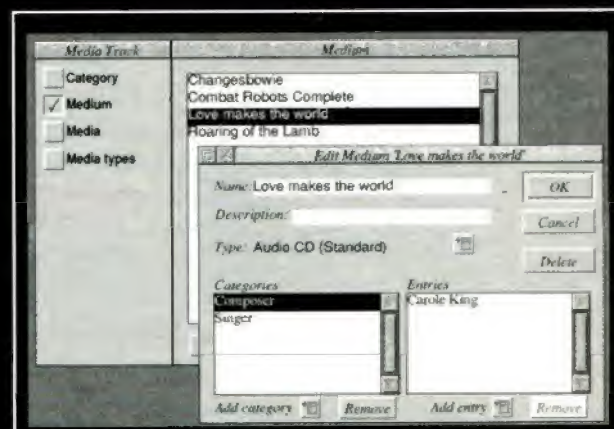 Media Track
Medium
Category
Medium
Media
Media types
Changesbowie
Combat Robots Complete
Love makes the world
Roaring of the Lamb
Edit Medium 'Love makes the world'
Name: Love makes the world
OK
Description:
Cancel
Type: Audio CD (Standard)
Delete
Categories
Entries
Composer
Singer
Carole King
Add category
Remove
Add entry
Remove